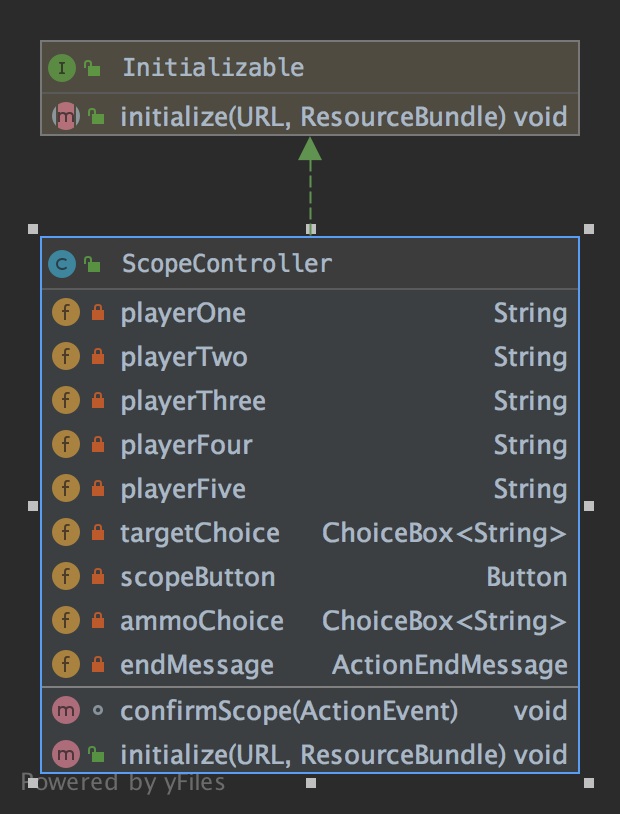 I Initializable
m initialize(URL, ResourceBundle) void
C ScopeController
f playerOne String
f playerTwo String
f playerThree String
f playerFour String
f playerFive String
f targetChoice ChoiceBox<String>
f scopeButton Button
f ammoChoice ChoiceBox<String>
f endMessage ActionEndMessage
m confirmScope(ActionEvent) void
m initialize(URL, ResourceBundle) void
Powered by yFiles